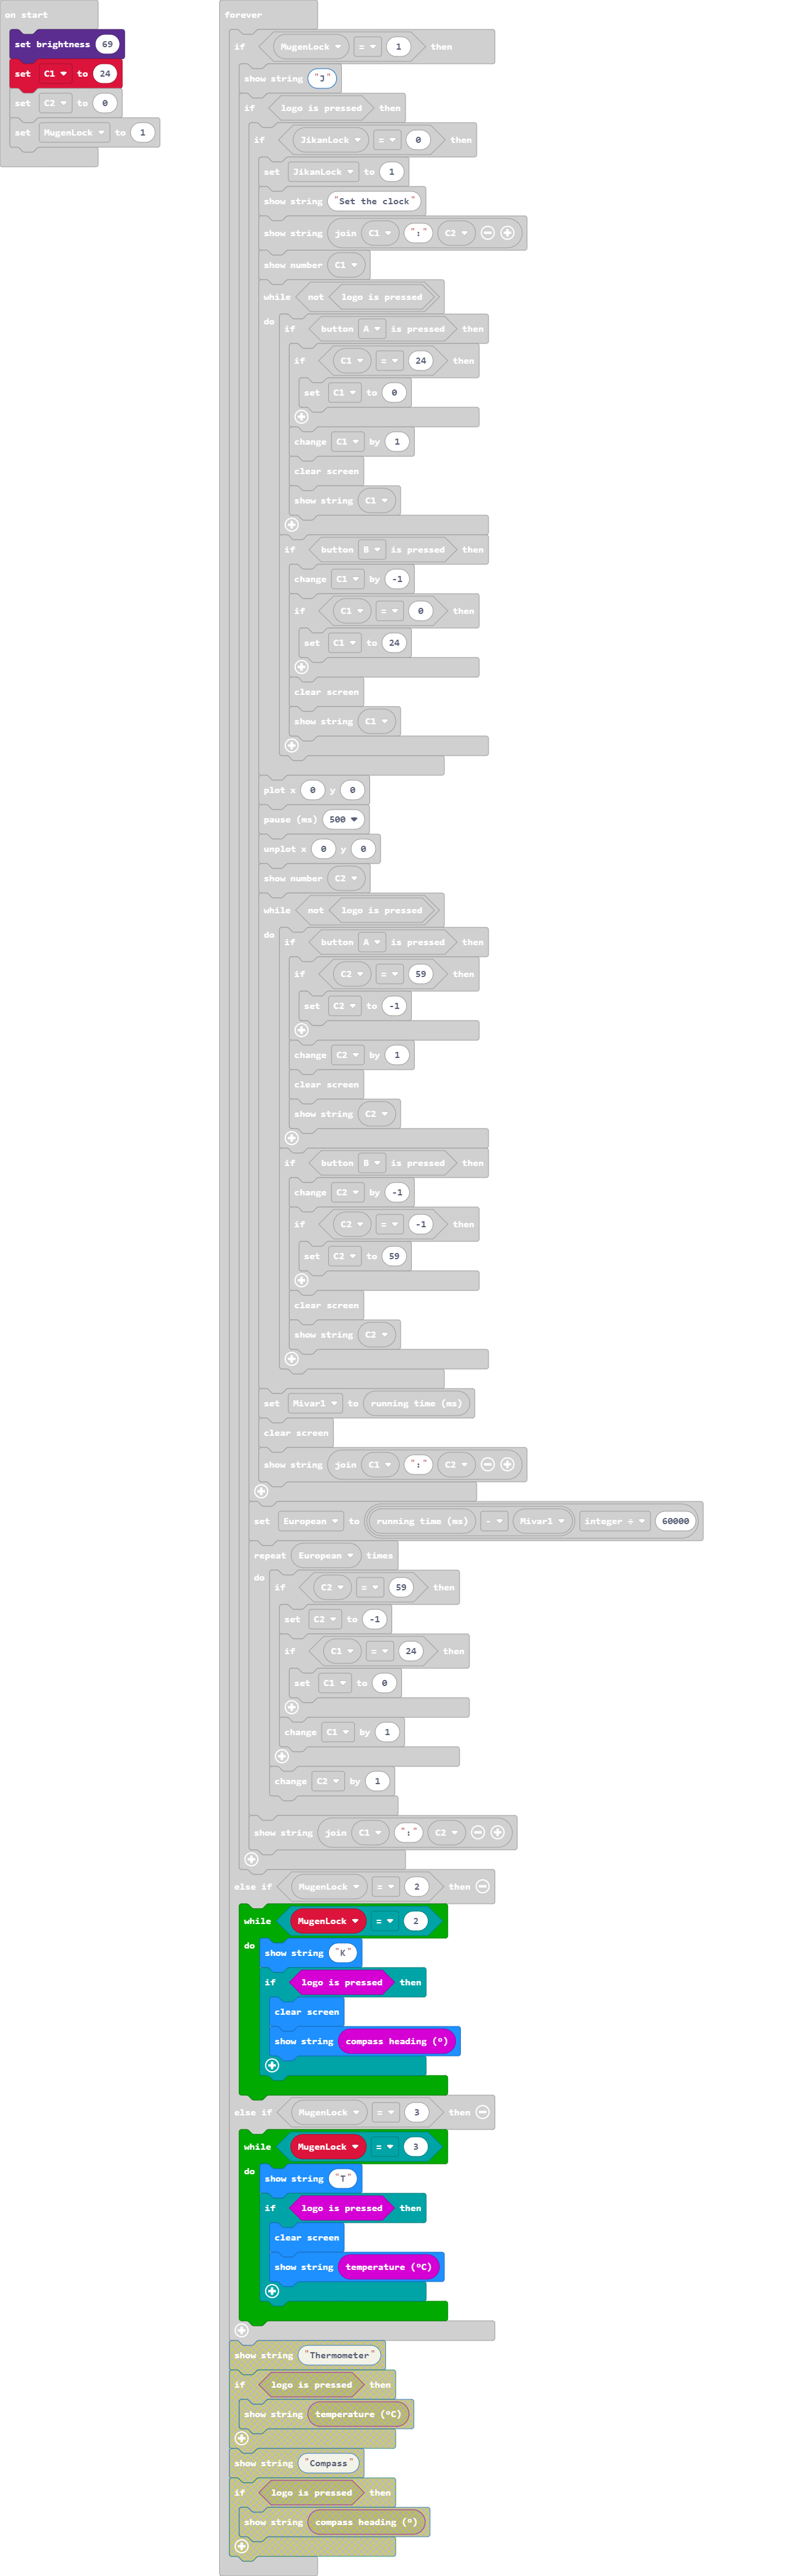 on start
set brightness 69
set C1 to 24
set C2 to 0
set MugenLock to 1
forever
if MugenLock = 1 then
show string "J"
if logo is pressed then
if JikanLock = 0 then
set JikanLock to 1
show string "Set the clock"
show string join C1 ":" C2
show number C1
while not logo is pressed
do if button A is pressed then
if C1 = 24 then
set C1 to 0
change C1 by 1
clear screen
show string C1
if button B is pressed then
change C1 by -1
if C1 = 0 then
set C1 to 24
clear screen
show string C1
plot x 0 y 0
pause (ms) 500
unplot x 0 y 0
show number C2
while not logo is pressed
do if button A is pressed then
if C2 = 59 then
set C2 to -1
change C2 by 1
clear screen
show string C2
if button B is pressed then
change C2 by -1
if C2 = -1 then
set C2 to 59
clear screen
show string C2
set Mivar1 to running time (ms)
clear screen
show string join C1 ":" C2
set European to running time (ms) - Mivar1 integer ÷ 60000
repeat European times
do if C2 = 59 then
set C2 to -1
if C1 = 24 then
set C1 to 0
change C1 by 1
change C2 by 1
show string join C1 ":" C2
else if MugenLock = 2 then
while MugenLock = 2
do show string "K"
if logo is pressed then
clear screen
show string compass heading (º)
else if MugenLock = 3 then
while MugenLock = 3
do show string "T"
if logo is pressed then
clear screen
show string temperature (ºC)
show string "Thermometer"
if logo is pressed then
show string temperature (ºC)
show string "Compass"
if logo is pressed then
show string compass heading (º)